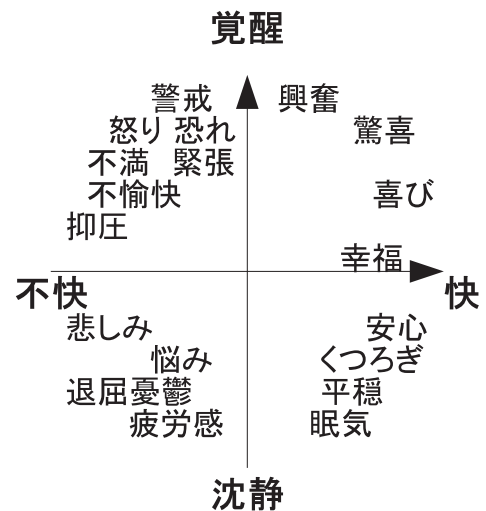 覚醒
警戒 興奮
怒り 恐れ 驚喜
不満 緊張
不愉快 喜び
抑圧
幸福
不快 快
悲しみ 安心
悩み くつろぎ
退屈憂鬱 平穏
疲労感 眠気
沈静